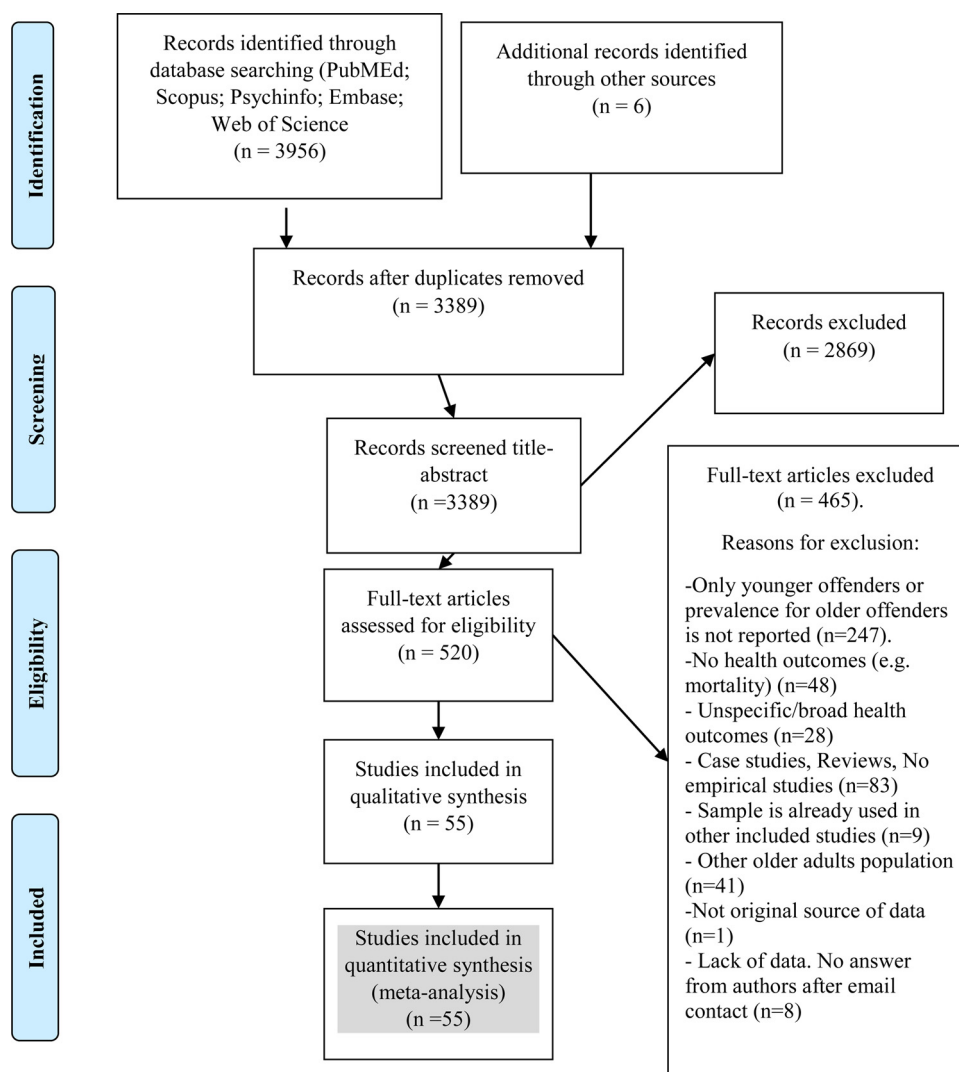 Identification
Records identified through
database searching (PubMEd;
Scopus; Psychinfo; Embase;
Web of Science
(n = 3956)
Additional records identified
through other sources
(n = 6)
Records after duplicates removed
(n = 3389)
Screening
Records excluded
(n = 2869)
Records screened title-
abstract
(n =3389)
Eligibility
Full-text articles
assessed for eligibility
(n = 520)
Full-text articles excluded
(n = 465).
Reasons for exclusion:
-Only younger offenders or
prevalence for older offenders
is not reported (n=247).
-No health outcomes (e.g.
mortality) (n=48)
- Unspecific/broad health
outcomes (n=28)
- Case studies, Reviews, No
empirical studies (n=83)
- Sample is already used in
other included studies (n=9)
- Other older adults population
(n=41)
-Not original source of data
(n=1)
- Lack of data. No answer
from authors after email
contact (n=8)
Studies included in
qualitative synthesis
(n = 55)
Included
Studies included in
quantitative synthesis
(meta-analysis)
(n =55)